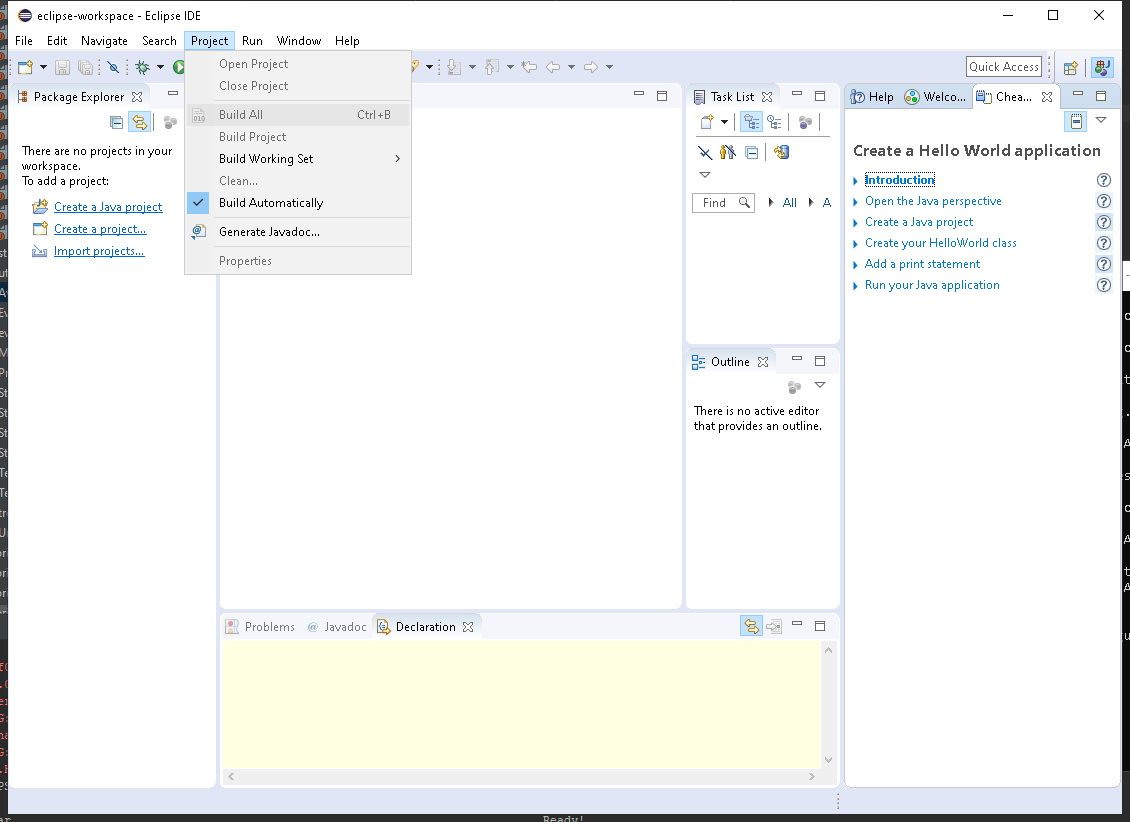 eclipse-workspace - Eclipse IDE
File Edit Navigate Search Project Run Window Help
Quick Access
Package Explorer
There are no projects in your
workspace.
To add a project:
Create a Java project
Create a project...
Import projects...
Open Project
Close Project
Build All Ctrl+B
Build Project
Build Working Set
Clean...
Build Automatically
Generate Javadoc...
Properties
Task List
Find All A
Outline
There is no active editor
that provides an outline.
Help Welco... Chea...
Create a Hello World application
Introduction
Open the Java perspective
Create a Java project
Create your HelloWorld class
Add a print statement
Run your Java application
Problems @ Javadoc Declaration
Ready!